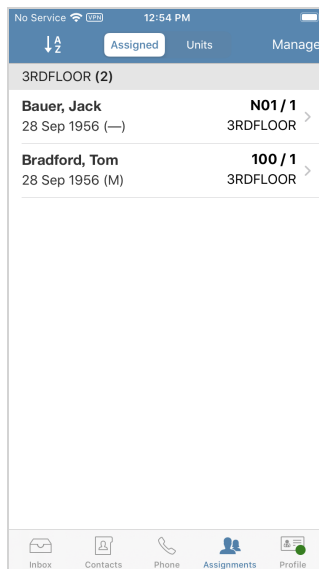 No Service VPN 12:54 PM
A Z Assigned Units Manage
3RDFLOOR (2)
Bauer, Jack N01 / 1
28 Sep 1956 (—) 3RDFLOOR
Bradford, Tom 100 / 1
28 Sep 1956 (M) 3RDFLOOR
Inbox Contacts Phone Assignments Profile